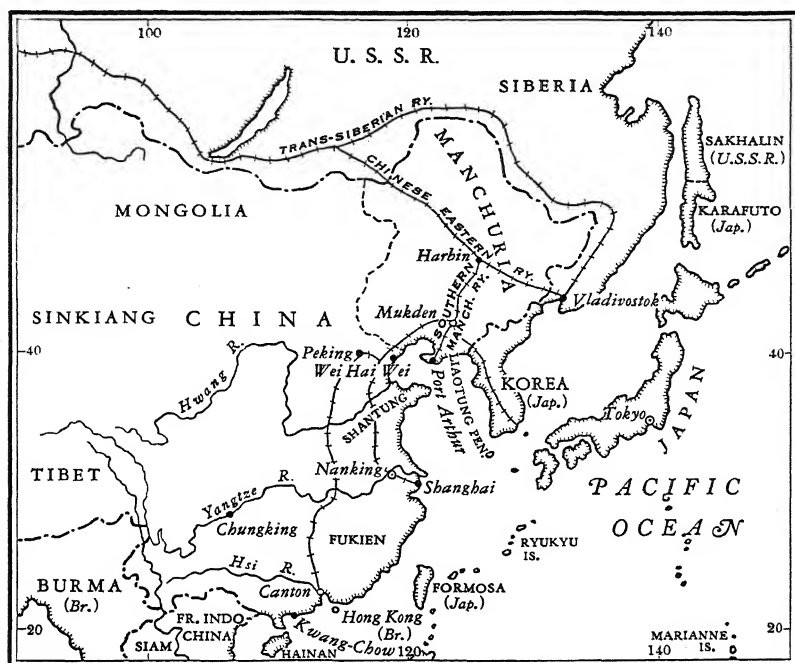 100
120
140
U. S. S. R.
SIBERIA
TRANS-SIBERIAN RY.
SAKHALIN
(U.S.S.R.)
MANCHURIA
CHINESE EASTERN RY.
MONGOLIA
KARAFUTO
(Jap.)
Harbin
SOUTHERN
MANCH. RY.
Vladivostok
Mukden
SINKIANG
CHINA
40
Peking
Wei Hai Wei
40
Hwang R.
Port Arthur
LIAOTUNG PEN^D
KOREA
(Jap.)
SHANTUNG
Tokyo
JAPAN
TIBET
Nanking
Shanghai
Yangtze R.
Chungking
PACIFIC
OCEAN
FUKIEN
RYUKYU
IS.
Hsi R.
BURMA
(Br.)
Canton
FORMOSA
(Jap.)
Hong Kong
(Br.)
FR. INDO
CHINA
Kwang-Chow
20
SIAM
HAINAN
120
140
MARIANNE
IS.
20